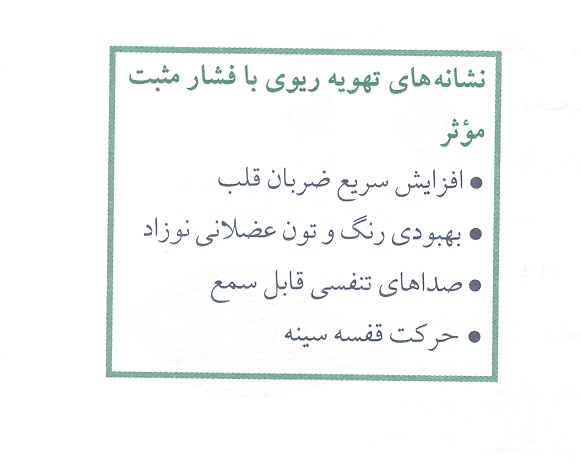 نشانه‌های تهویه ریوی با فشار مثبت
مؤثر
● افزایش سریع ضربان قلب
● بهبودی رنگ و تون عضلانی نوزاد
● صداهای تنفسی قابل سمع
● حرکت قفسه سینه